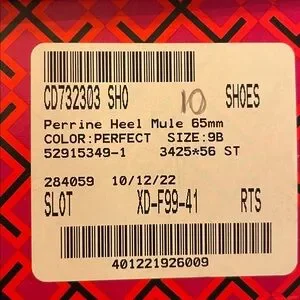 CD732303 SHO 10 SHOES
Perrine Heel Mule 65mm
COLOR:PERFECT SIZE:9B
52915349-1 3425*56 ST
284059 10/12/22
SLOT XD-F99-41 RTS
401221926009